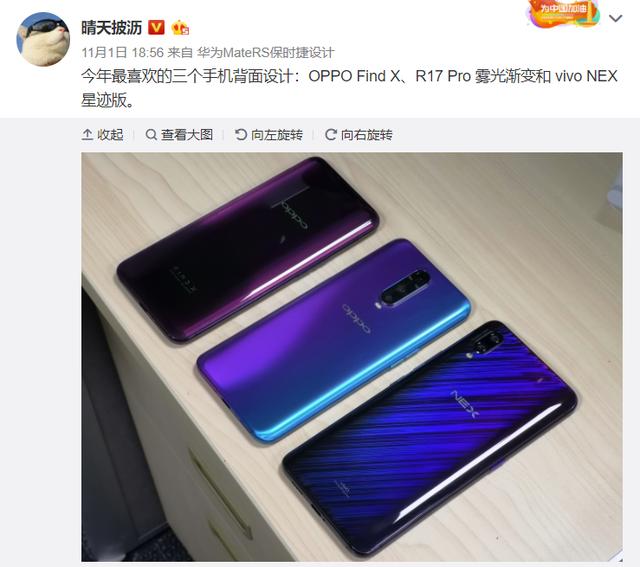 为中国加油
晴天披沥
11月1日 18:56 来自 华为MateRS保时捷设计
今年最喜欢的三个手机背面设计：OPPO Find X、R17 Pro 雾光渐变和 vivo NEX
星迹版。
收起 查看大图 向左旋转 向右旋转
oppo
FIND X
oppo
NEX